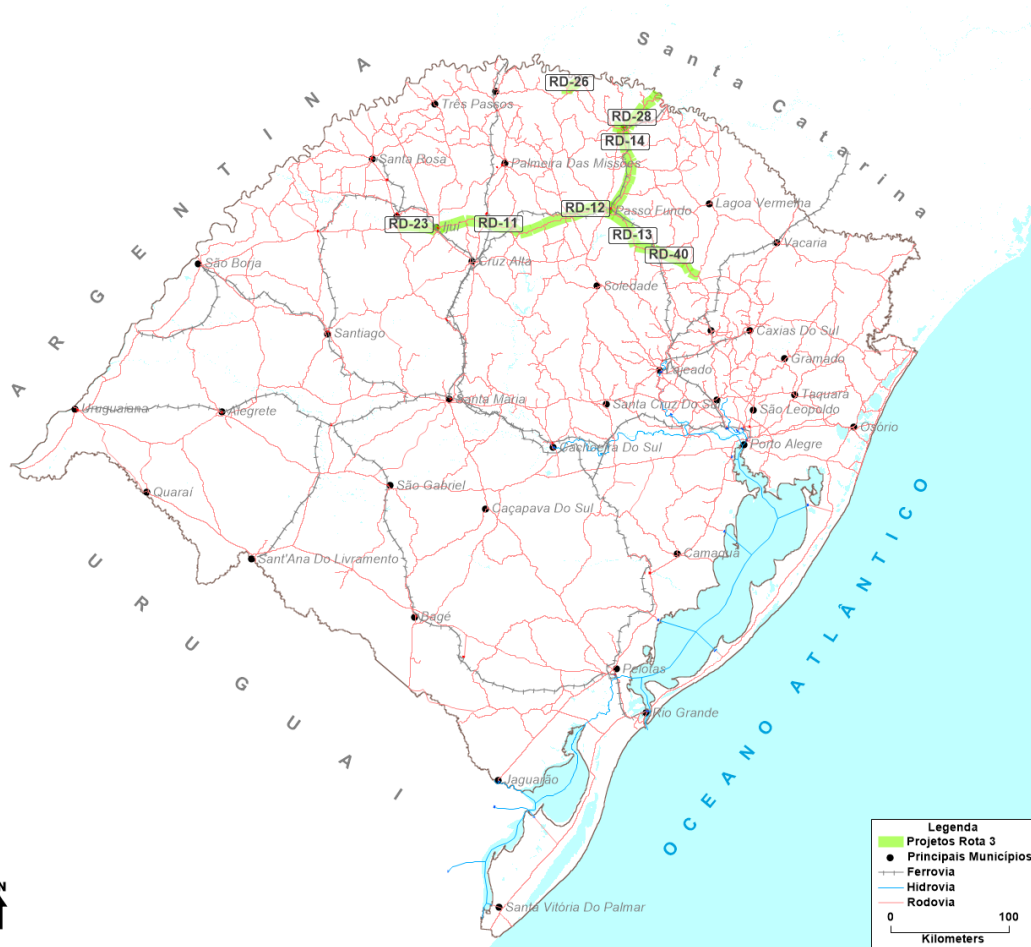 Santa Catarina
ARGENTINA
RD-26
Três Passos
RD-28
RD-14
Santa Rosa
Palmeira Das Missões
Lagoa Vermelha
RD-12
Passo Fundo
RD-23
Ijuí
RD-11
RD-13
Vacaria
RD-40
São Borja
Cruz Alta
Soledade
Santiago
Caxias Do Sul
Gramado
Lajeado
Taquara
Santa Maria
Santa Cruz Do Sul
São Leopoldo
Uruguaiana
Alegrete
Osório
Cachoeira Do Sul
Porto Alegre
Quaraí
São Gabriel
Caçapava Do Sul
Sant'Ana Do Livramento
Camaquã
URUGUAI
Bagé
OCEANO ATLÂNTICO
Pelotas
Rio Grande
Jaguarão
Santa Vitória Do Palmar
N
Legenda
Projetos Rota 3
Principais Municípios
Ferrovia
Hidrovia
Rodovia
0 100
Kilometers